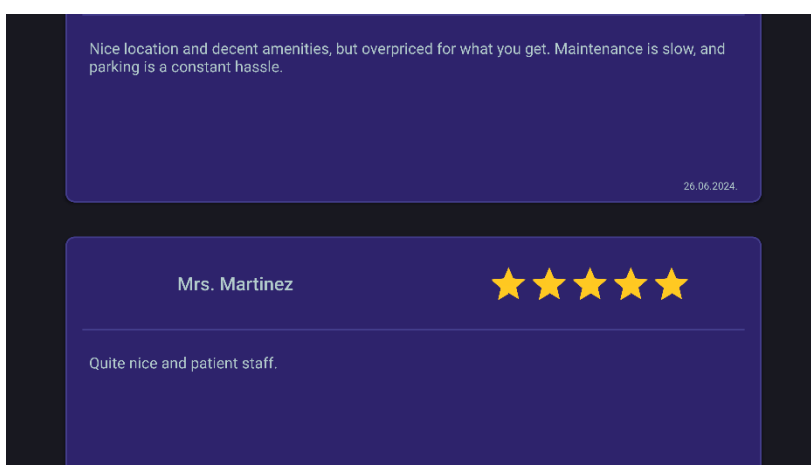 Nice location and decent amenities, but overpriced for what you get. Maintenance is slow, and
parking is a constant hassle.
26.06.2024.
Mrs. Martinez
Quite nice and patient staff.